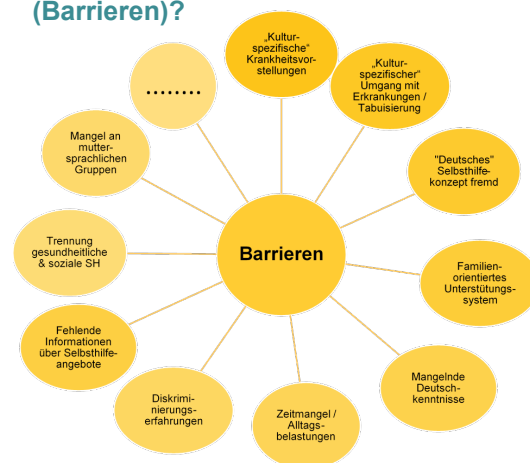 (Barrieren)?
„Kultur-
spezifische“
Krankheitsvor-
stellungen
„Kultur-
spezifischer“
Umgang mit
Erkrankungen /
Tabuisierung
"Deutsches"
Selbsthilfe-
konzept fremd
Familien-
orientiertes
Unterstütungs-
system
Mangelnde
Deutsch-
kenntnisse
Zeitmangel /
Alltags-
belastungen
Diskrimi-
nierungs-
erfahrungen
Fehlende
Informationen
über Selbsthilfe-
angebote
Trennung
gesundheitliche
& soziale SH
Mangel an
mutter-
sprachlichen
Gruppen
........
Barrieren